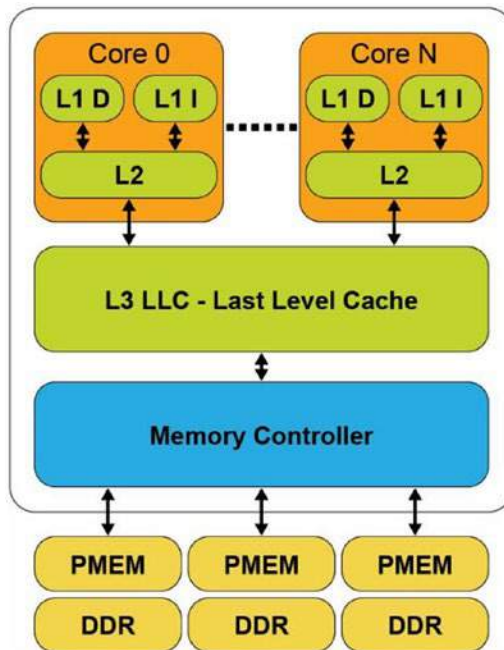 Core 0 Core N
L1 D L1 I L1 D L1 I
L2 L2
L3 LLC - Last Level Cache
Memory Controller
PMEM PMEM PMEM
DDR DDR DDR